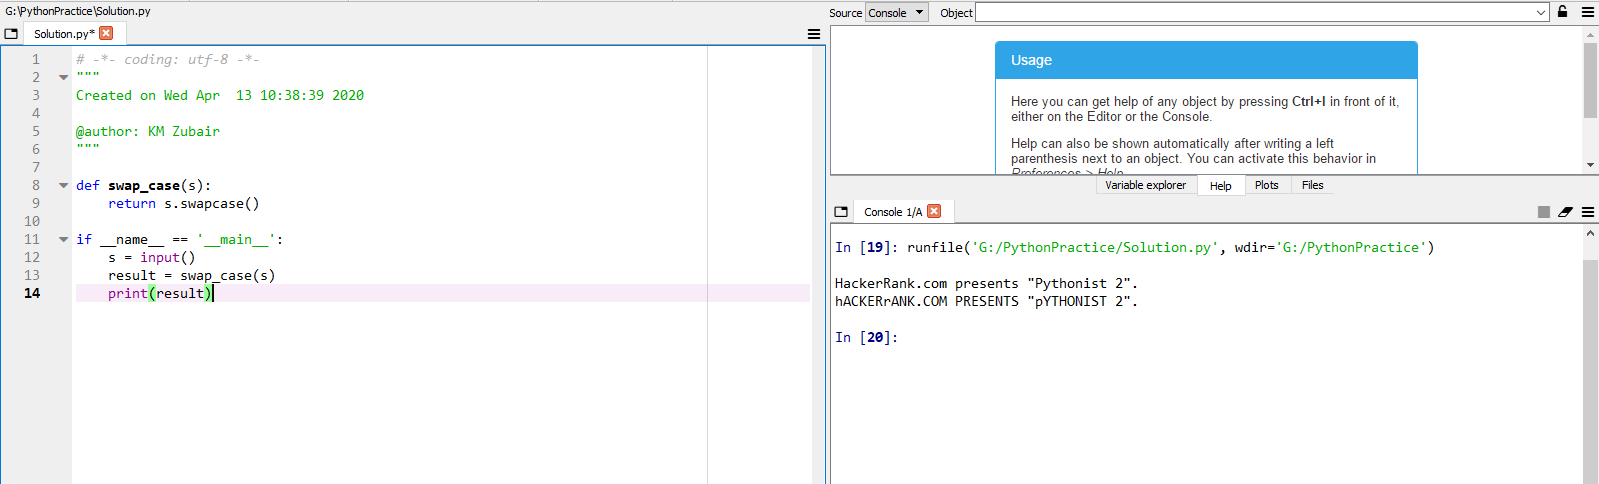 G:\PythonPractice\Solution.py
Solution.py*
1 # -*- coding: utf-8 -*-
2 """
3 Created on Wed Apr  13 10:38:39 2020
4
5 @author: KM Zubair
6 """
7
8 def swap_case(s):
9     return s.swapcase()
10
11 if __name__ == '__main__':
12     s = input()
13     result = swap_case(s)
14     print(result)
Source Console Object
Usage
Here you can get help of any object by pressing Ctrl+I in front of it,
either on the Editor or the Console.
Help can also be shown automatically after writing a left
parenthesis next to an object. You can activate this behavior in
Preferences > Help.
Variable explorer Help Plots Files
Console 1/A
In [19]: runfile('G:/PythonPractice/Solution.py', wdir='G:/PythonPractice')
HackerRank.com presents "Pythonist 2".
hACKERrANK.COM PRESENTS "pYTHONIST 2".
In [20]: